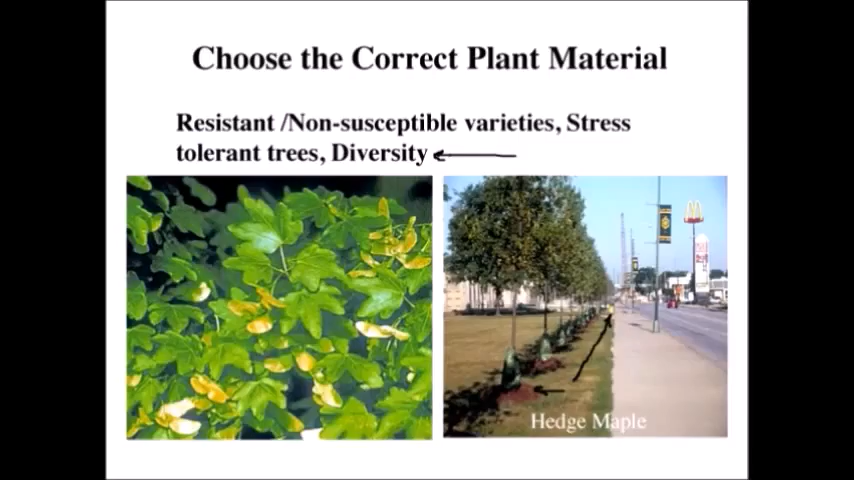 Choose the Correct Plant Material
Resistant /Non-susceptible varieties, Stress
tolerant trees, Diversity
Hedge Maple